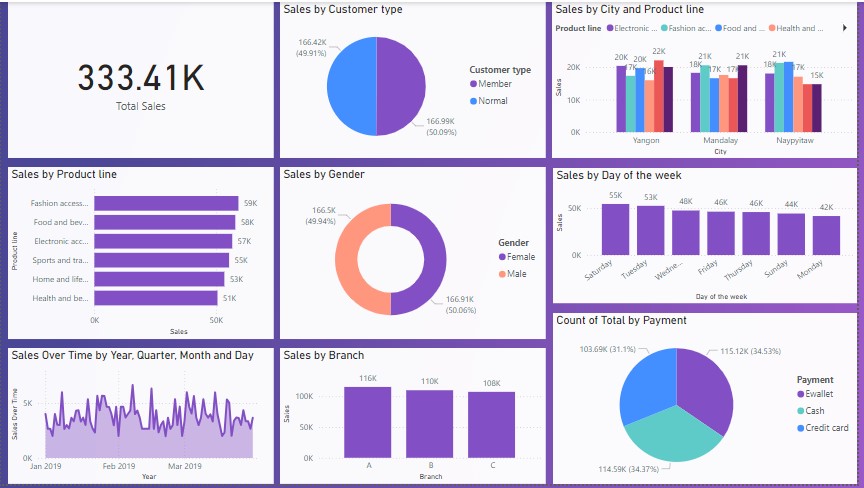 333.41K
Total Sales
Sales by Customer type
166.42K
(49.91%)
166.99K
(50.09%)
Customer type
Member
Normal
Sales by City and Product line
Product line Electronic ... Fashion ac... Food and ... Health and ...
Sales
20K
10K
0K
20K 17K 20K 16K 22K
18K 21K 17K 17K 21K
18K 21K 17K 15K
Yangon Mandalay Naypyitaw
City
Sales by Product line
Product line
Fashion access... 59K
Food and bev... 58K
Electronic acc... 57K
Sports and tra... 55K
Home and life... 53K
Health and be... 51K
0K 50K
Sales
Sales by Gender
166.5K
(49.94%)
166.91K
(50.06%)
Gender
Female
Male
Sales by Day of the week
Sales
50K
0K
55K 53K 48K 46K 46K 44K 42K
Saturday Tuesday Wedne... Friday Thursday Sunday Monday
Day of the week
Sales Over Time by Year, Quarter, Month and Day
Sales Over Time
5K
0K
Jan 2019 Feb 2019 Mar 2019
Year
Sales by Branch
Sales
100K
50K
0K
116K 110K 108K
A B C
Branch
Count of Total by Payment
103.69K (31.1%)
115.12K (34.53%)
114.59K (34.37%)
Payment
Ewallet
Cash
Credit card